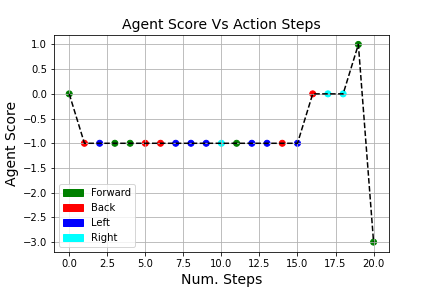 Agent Score Vs Action Steps
Agent Score
1.0
0.5
0.0
−0.5
−1.0
−1.5
−2.0
−2.5
−3.0
Forward
Back
Left
Right
0.0 2.5 5.0 7.5 10.0 12.5 15.0 17.5 20.0
Num. Steps